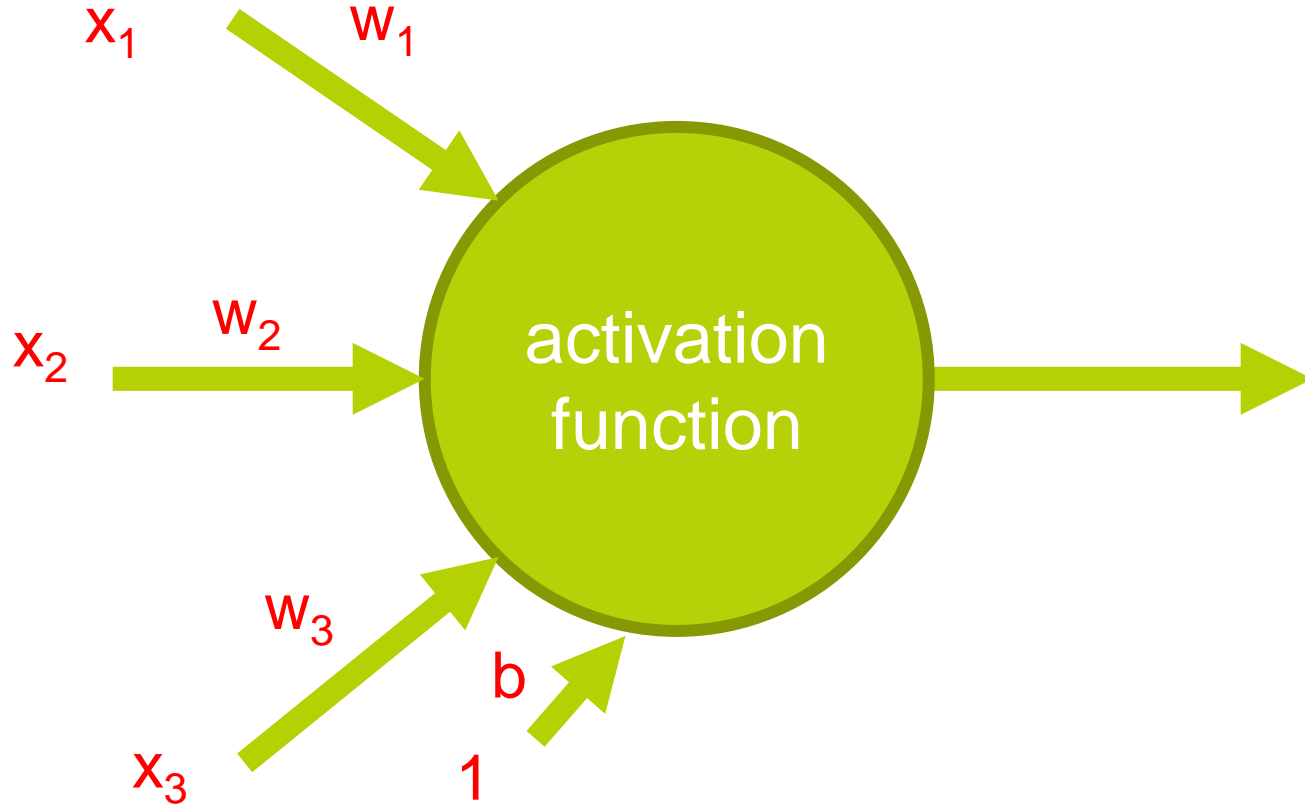 x₁
w₁
w₂
x₂
activation
function
w₃
b
x₃
1